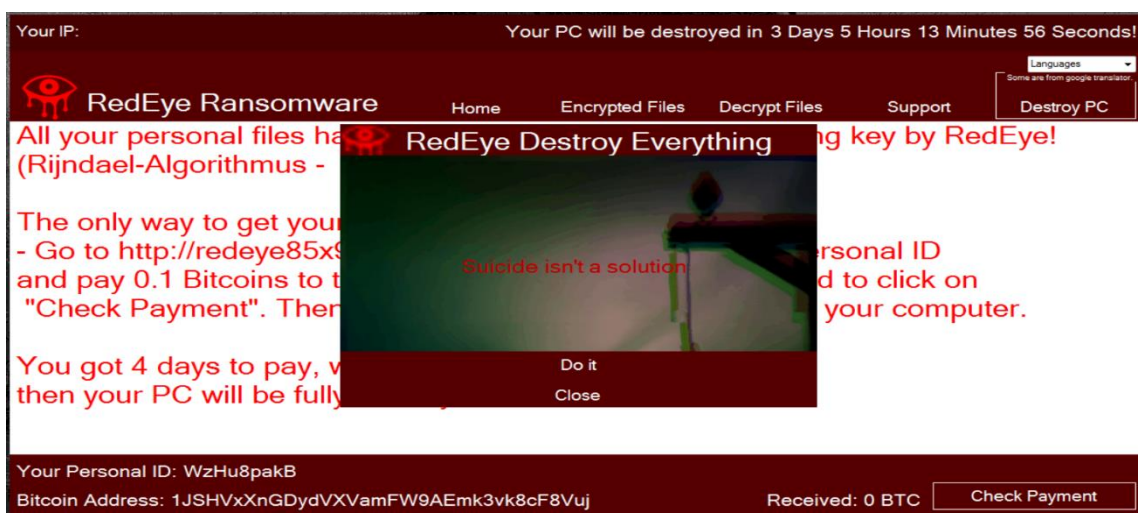 Your IP:
Your PC will be destroyed in 3 Days 5 Hours 13 Minutes 56 Seconds!
Languages
Some are from google translator.
RedEye Ransomware
Home
Encrypted Files
Decrypt Files
Support
Destroy PC
All your personal files ha
ng key by RedEye!
(Rijndael-Algorithmus -
The only way to get your
- Go to http://redeye85x9
rsonal ID
and pay 0.1 Bitcoins to t
d to click on
"Check Payment". Then
your computer.
You got 4 days to pay, w
then your PC will be fully
RedEye Destroy Everything
Suicide isn't a solution
Do it
Close
Your Personal ID: WzHu8pakB
Bitcoin Address: 1JSHVxXnGDydVXVamFW9AEmk3vk8cF8Vuj
Received: 0 BTC
Check Payment